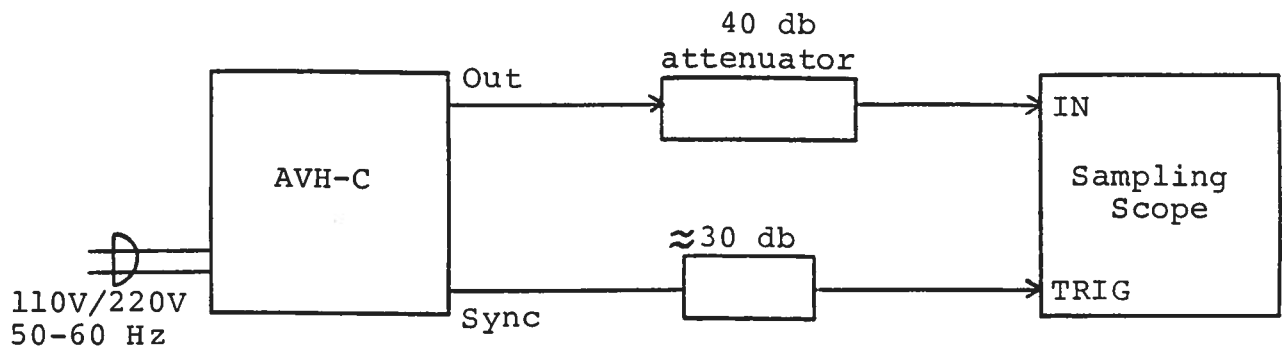 40 db
attenuator
Out
IN
AVH-C
Sampling
Scope
≈30 db
110V/220V
50-60 Hz
Sync
TRIG